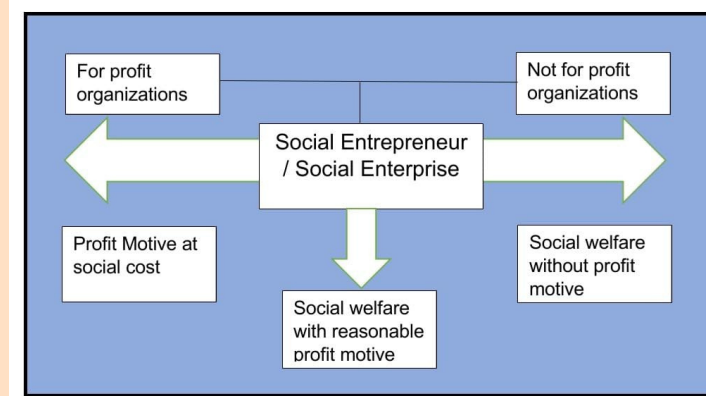 For profit
organizations
Not for profit
organizations
Social Entrepreneur
/ Social Enterprise
Profit Motive at
social cost
Social welfare
without profit
motive
Social welfare
with reasonable
profit motive